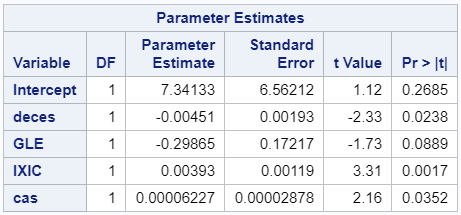 Parameter Estimates
Variable DF Parameter Estimate Standard Error t Value Pr > |t|
Intercept 1 7.34133 6.56212 1.12 0.2685
deces 1 -0.00451 0.00193 -2.33 0.0238
GLE 1 -0.29865 0.17217 -1.73 0.0889
IXIC 1 0.00393 0.00119 3.31 0.0017
cas 1 0.00006227 0.00002878 2.16 0.0352